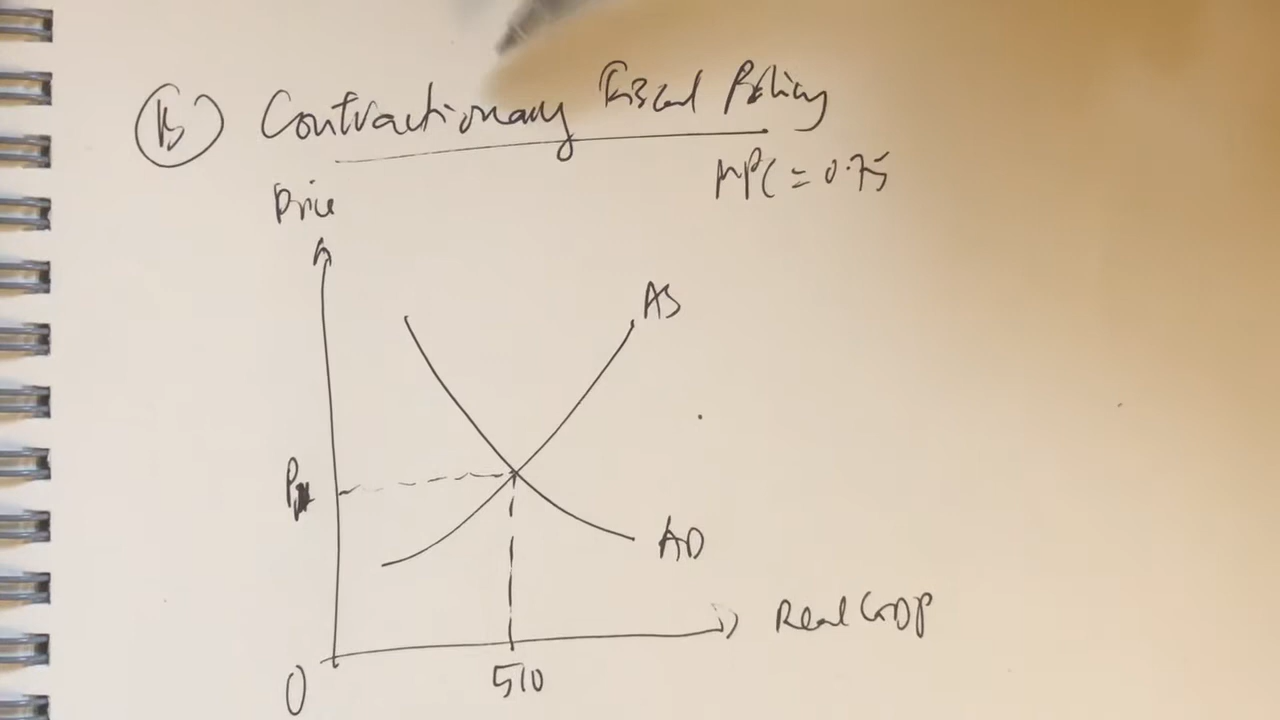 B Contractionary Fiscal Policy
MPC = 0.75
Price
AS
P
AD
Real GDP
0 510